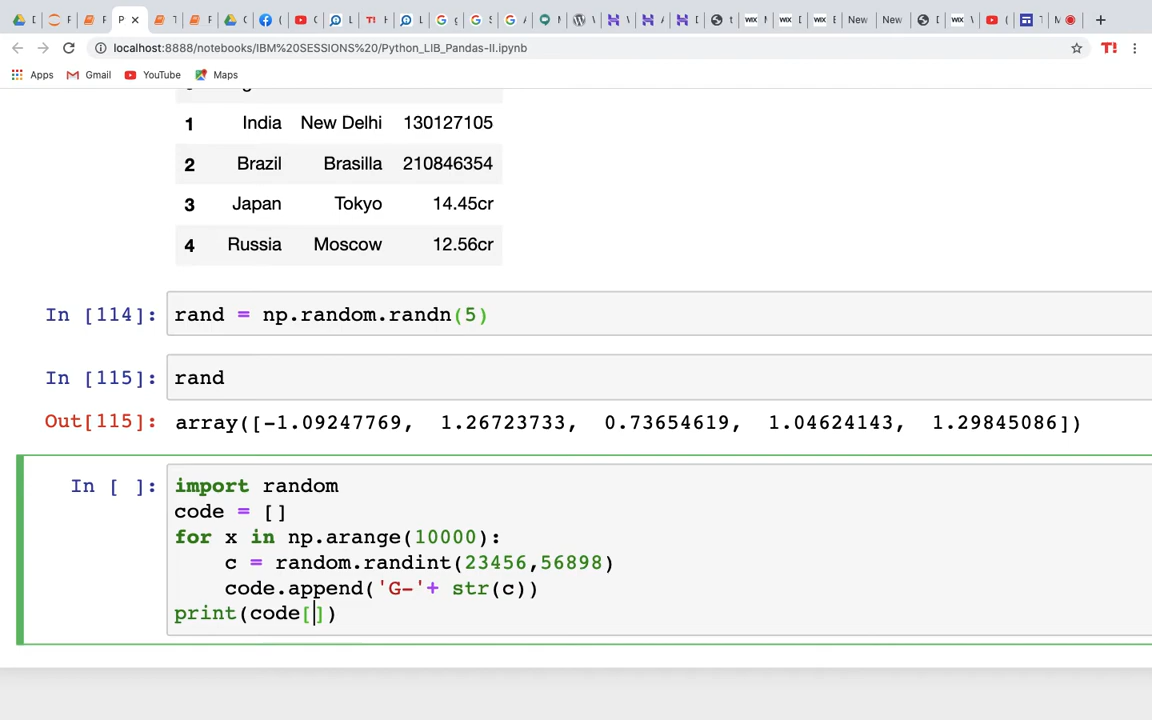 localhost:8888/notebooks/IBM%20SESSIONS%20/Python_LIB_Pandas-II.ipynb
Apps Gmail YouTube Maps
1 India New Delhi 130127105
2 Brazil Brasilla 210846354
3 Japan Tokyo 14.45cr
4 Russia Moscow 12.56cr
In [114]: rand = np.random.randn(5)
In [115]: rand
Out[115]: array([-1.09247769, 1.26723733, 0.73654619, 1.04624143, 1.29845086])
In [ ]: import random
code = []
for x in np.arange(10000):
c = random.randint(23456,56898)
code.append('G-'+ str(c))
print(code[])